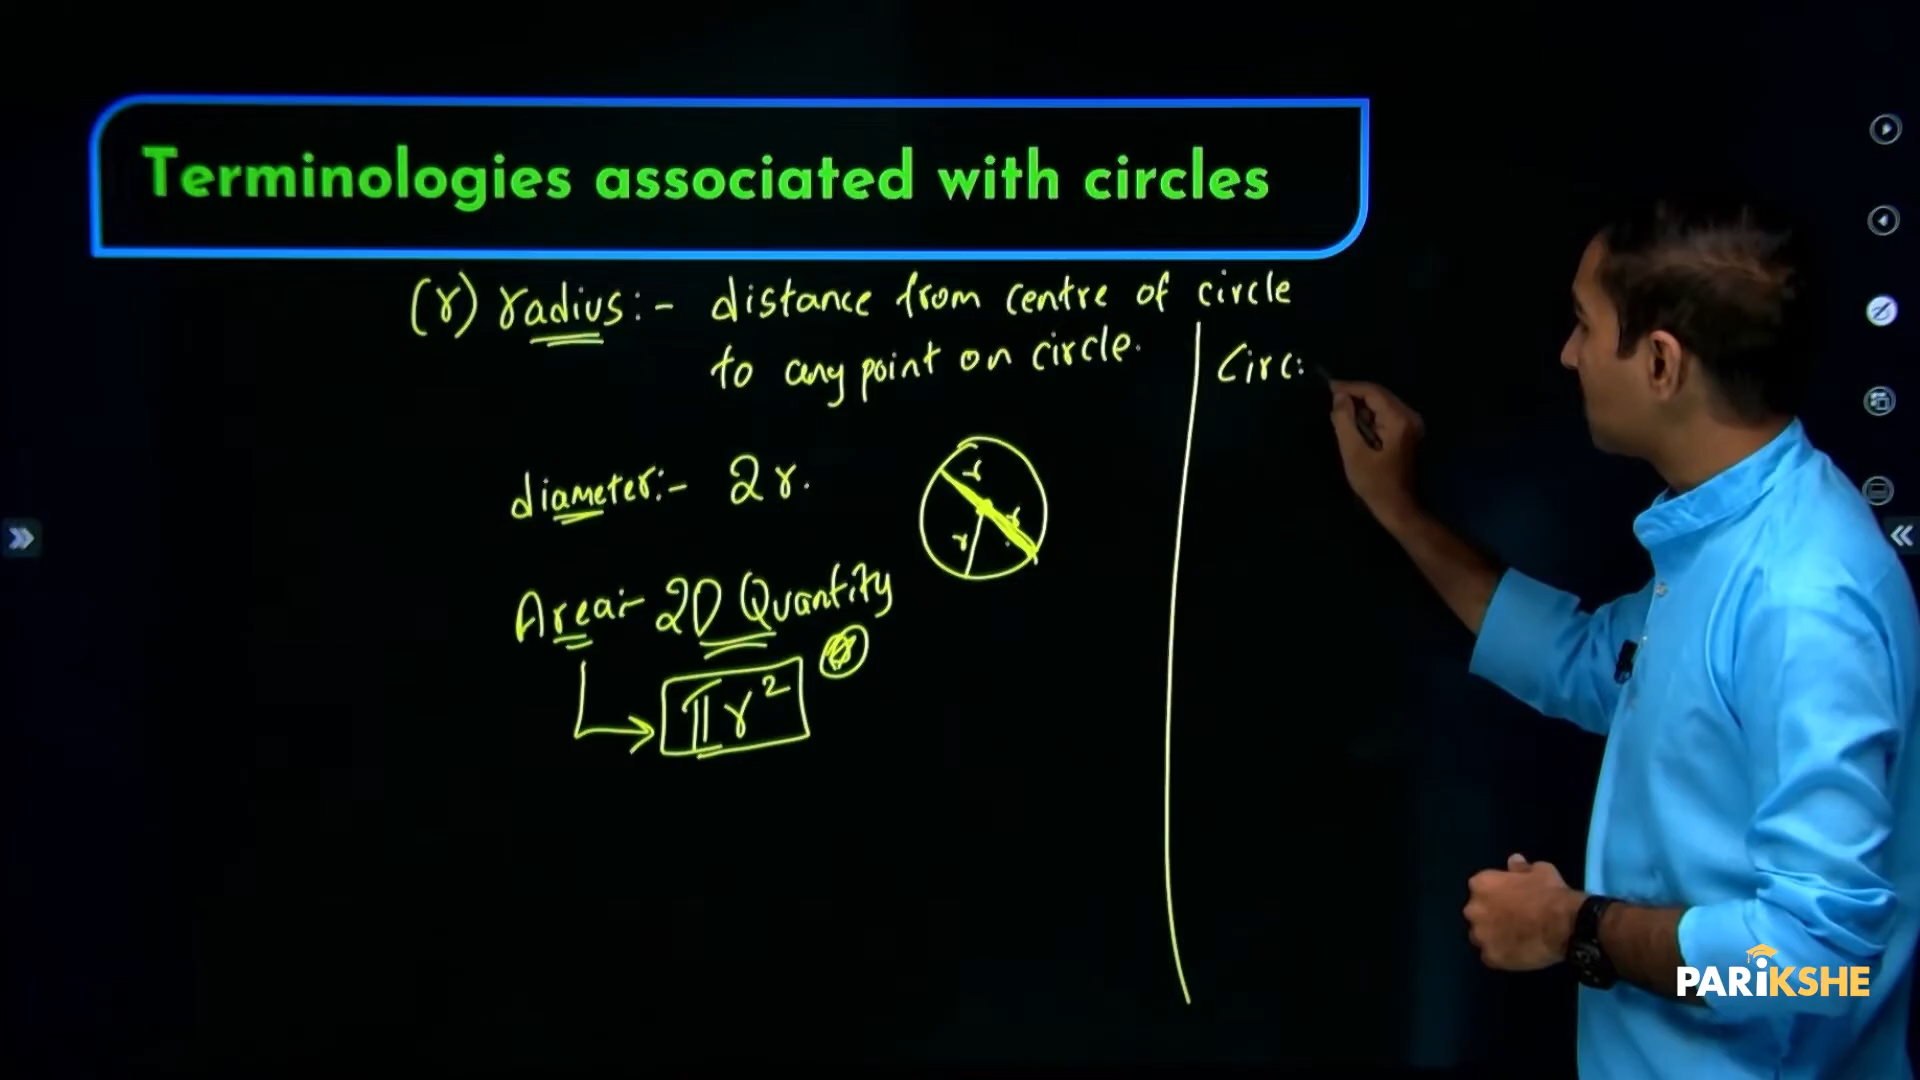 Terminologies associated with circles
(r) radius:- distance from centre of circle
to any point on circle.
Circ:
diameter:- 2r.
r
r
r
Area:- 2D Quantity
πr²
PARiKSHE